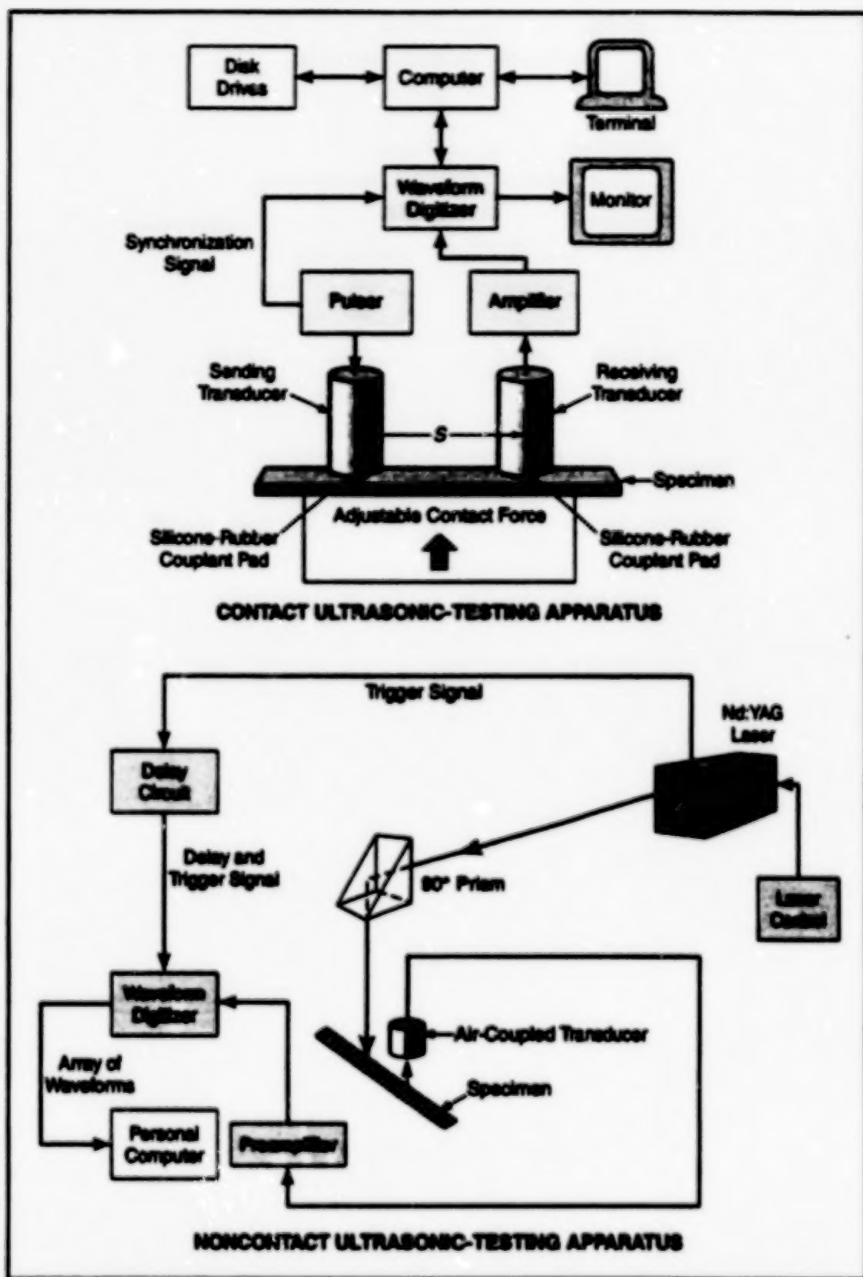 Disk
Drives
Computer
Terminal
Waveform
Digitizer
Monitor
Synchronization
Signal
Pulser
Amplifier
Sending
Transducer
Receiving
Transducer
S
Specimen
Silicone-Rubber
Couplant Pad
Adjustable Contact Force
Silicone-Rubber
Couplant Pad
CONTACT ULTRASONIC-TESTING APPARATUS
Trigger Signal
Nd:YAG
Laser
Delay
Circuit
Delay and
Trigger Signal
90° Prism
Laser
Control
Waveform
Digitizer
Air-Coupled Transducer
Array of
Waveforms
Specimen
Personal
Computer
Preamplifier
NONCONTACT ULTRASONIC-TESTING APPARATUS